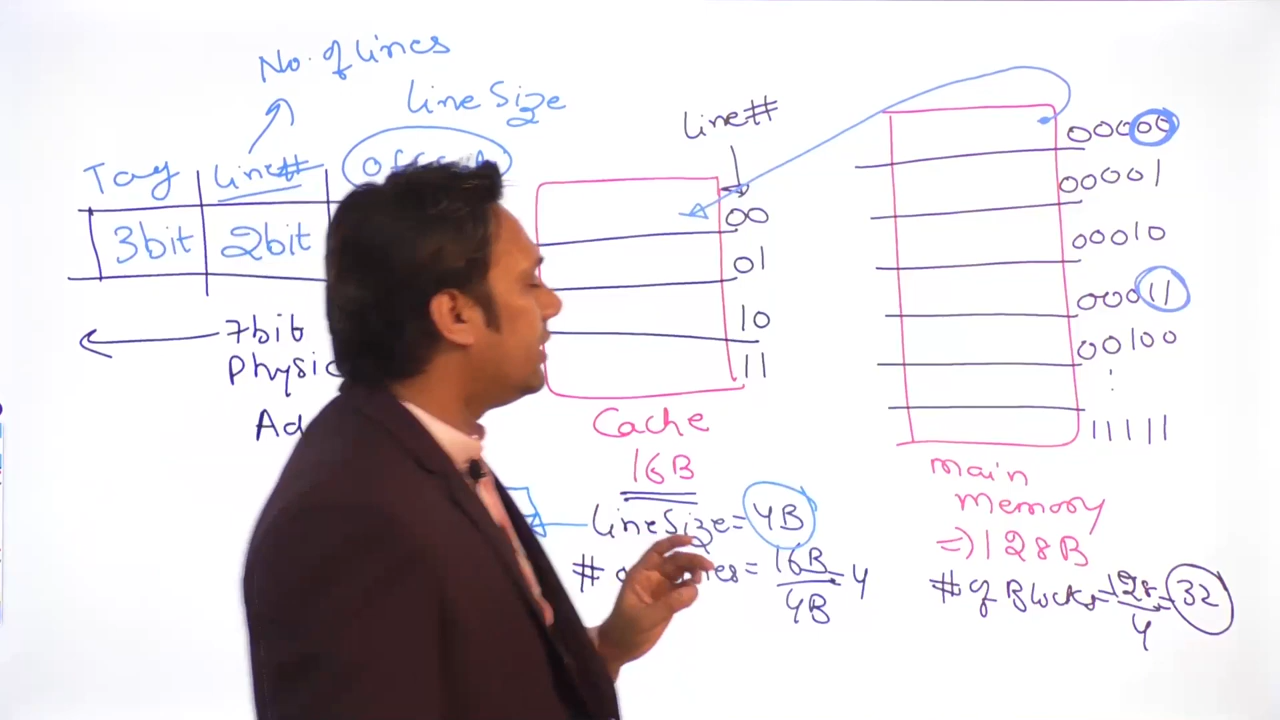 No. of lines
Line Size
Tag Line# offset
3bit 2bit
7bit
Physic
Ad
Line#
00
01
10
11
Cache
16B
Line Size = 4B
# of = 16B/4B = 4
00000
00001
00010
00011
00100
:
11111
main
memory
=> 128B
# of Blocks = 128/4 = 32